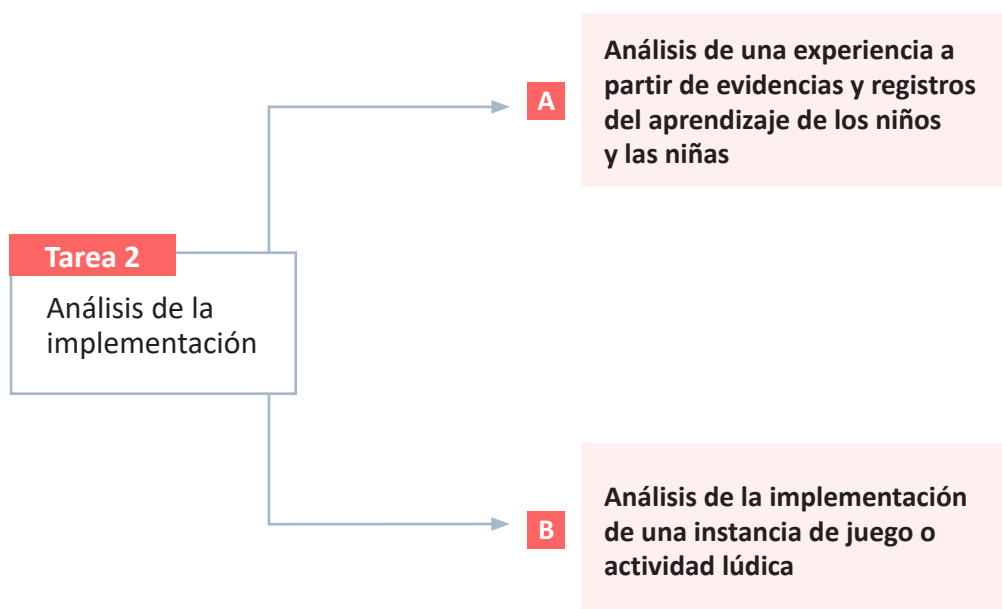 Tarea 2
Análisis de la
implementación
A
Análisis de una experiencia a
partir de evidencias y registros
del aprendizaje de los niños
y las niñas
B
Análisis de la implementación
de una instancia de juego o
actividad lúdica